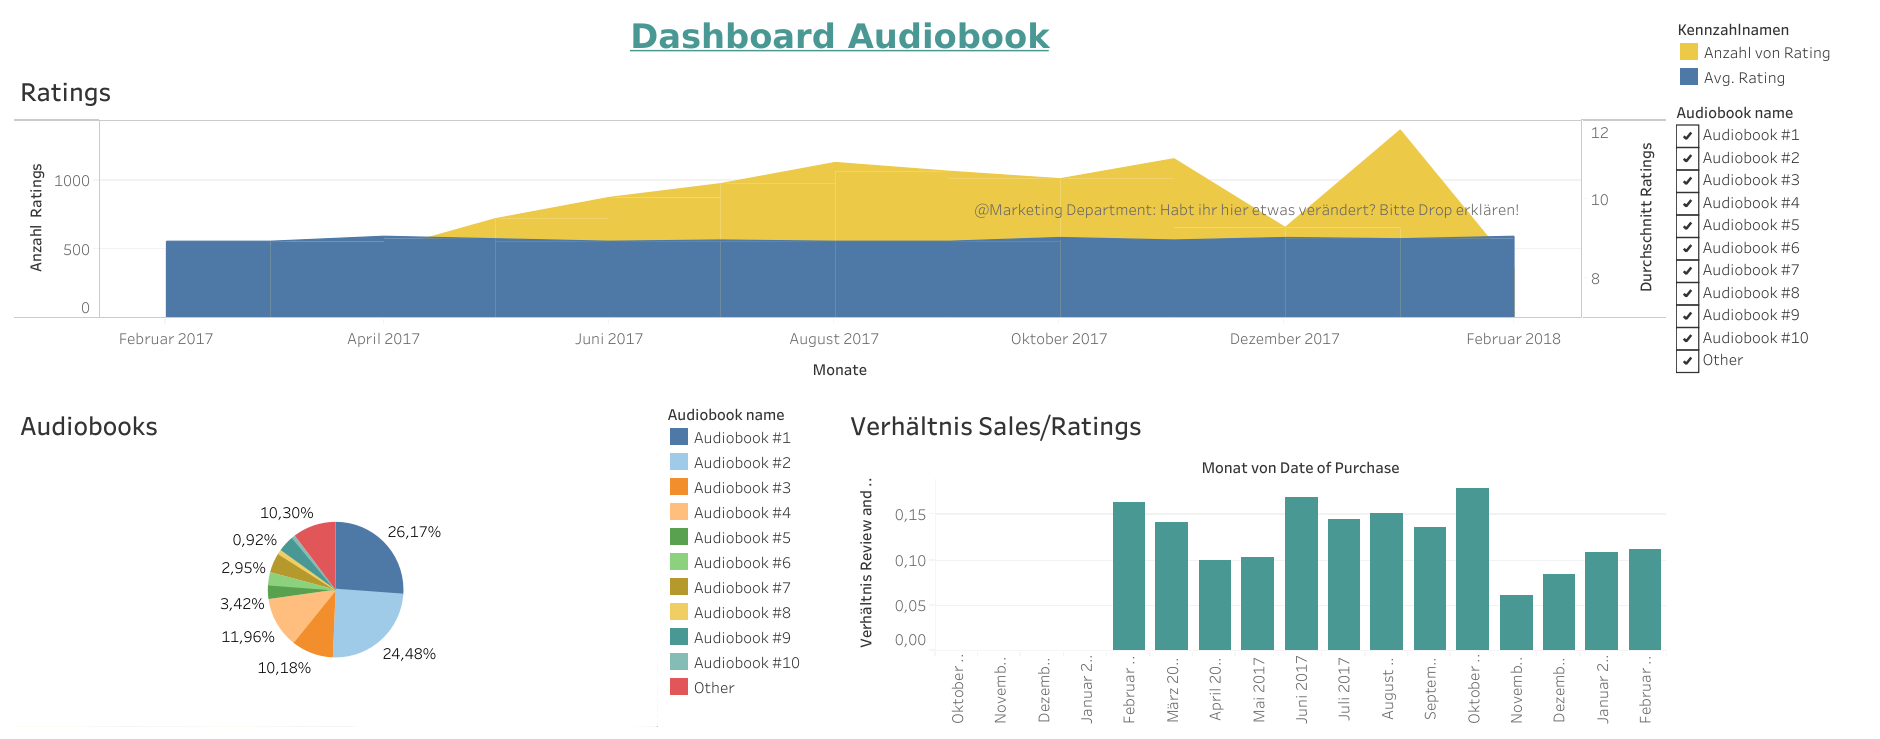 Dashboard Audiobook
Kennzahlnamen
Anzahl von Rating
Avg. Rating
Ratings
Audiobook name
Audiobook #1
Audiobook #2
Audiobook #3
Audiobook #4
Audiobook #5
Audiobook #6
Audiobook #7
Audiobook #8
Audiobook #9
Audiobook #10
Other
Anzahl Ratings
1000
500
0
@Marketing Department: Habt ihr hier etwas verändert? Bitte Drop erklären!
12
10
8
Durchschnitt Ratings
Februar 2017
April 2017
Juni 2017
August 2017
Oktober 2017
Dezember 2017
Februar 2018
Monate
Audiobooks
10,30%
26,17%
0,92%
2,95%
3,42%
11,96%
10,18%
24,48%
Audiobook name
Audiobook #1
Audiobook #2
Audiobook #3
Audiobook #4
Audiobook #5
Audiobook #6
Audiobook #7
Audiobook #8
Audiobook #9
Audiobook #10
Other
Verhältnis Sales/Ratings
Monat von Date of Purchase
Verhältnis Review and ..
0,15
0,10
0,05
0,00
Oktober ..
Novemb..
Dezemb..
Januar 2..
Februar ..
März 20..
April 20..
Mai 2017
Juni 2017
Juli 2017
August ..
Septem..
Oktober ..
Novemb..
Dezemb..
Januar 2..
Februar ..